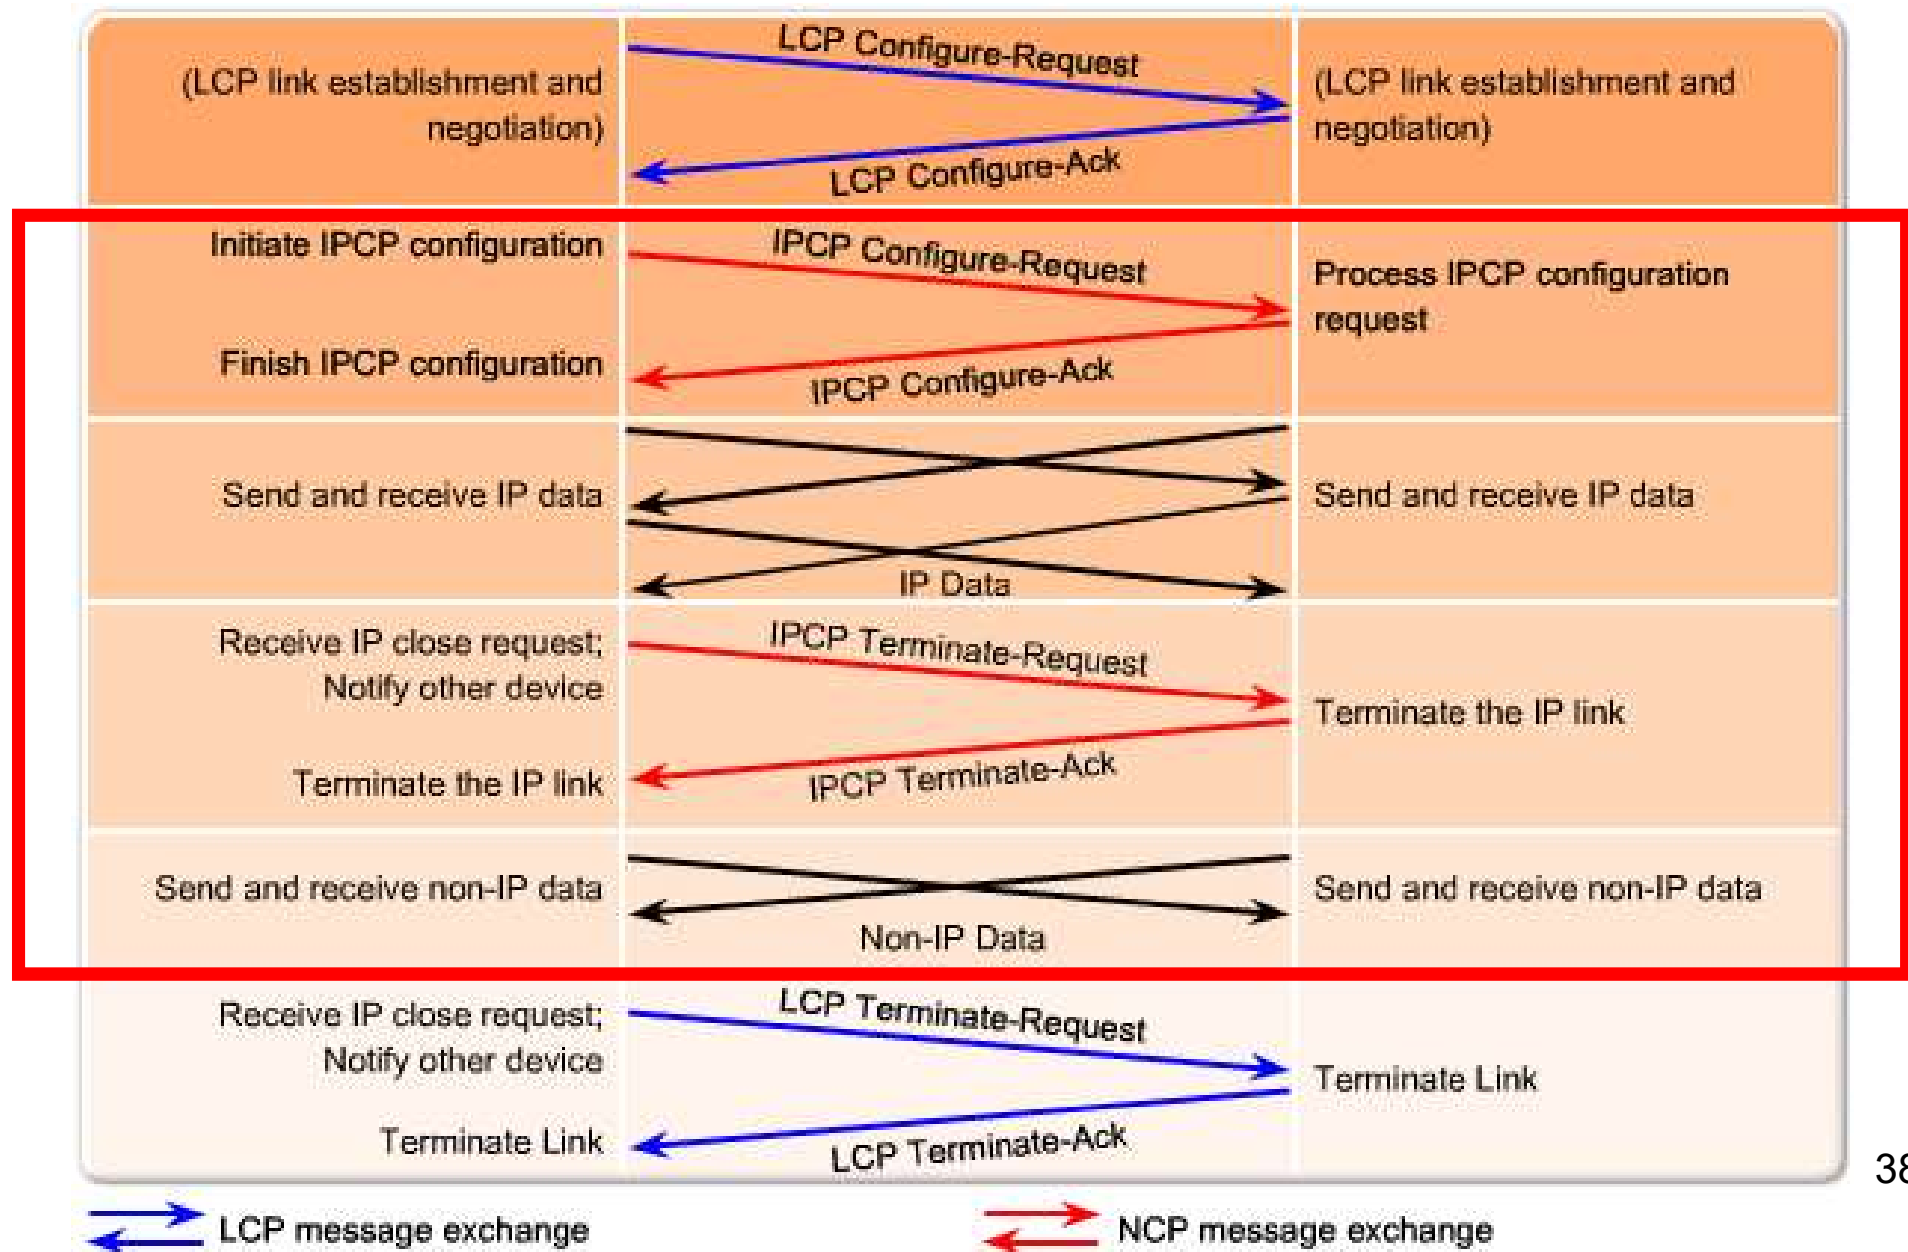 (LCP link establishment and
negotiation)
LCP Configure-Request
LCP Configure-Ack
(LCP link establishment and
negotiation)
Initiate IPCP configuration
Finish IPCP configuration
IPCP Configure-Request
IPCP Configure-Ack
Process IPCP configuration
request
Send and receive IP data
IP Data
Send and receive IP data
Receive IP close request;
Notify other device
Terminate the IP link
IPCP Terminate-Request
IPCP Terminate-Ack
Terminate the IP link
Send and receive non-IP data
Non-IP Data
Send and receive non-IP data
Receive IP close request;
Notify other device
Terminate Link
LCP Terminate-Request
LCP Terminate-Ack
Terminate Link
38
LCP message exchange
NCP message exchange